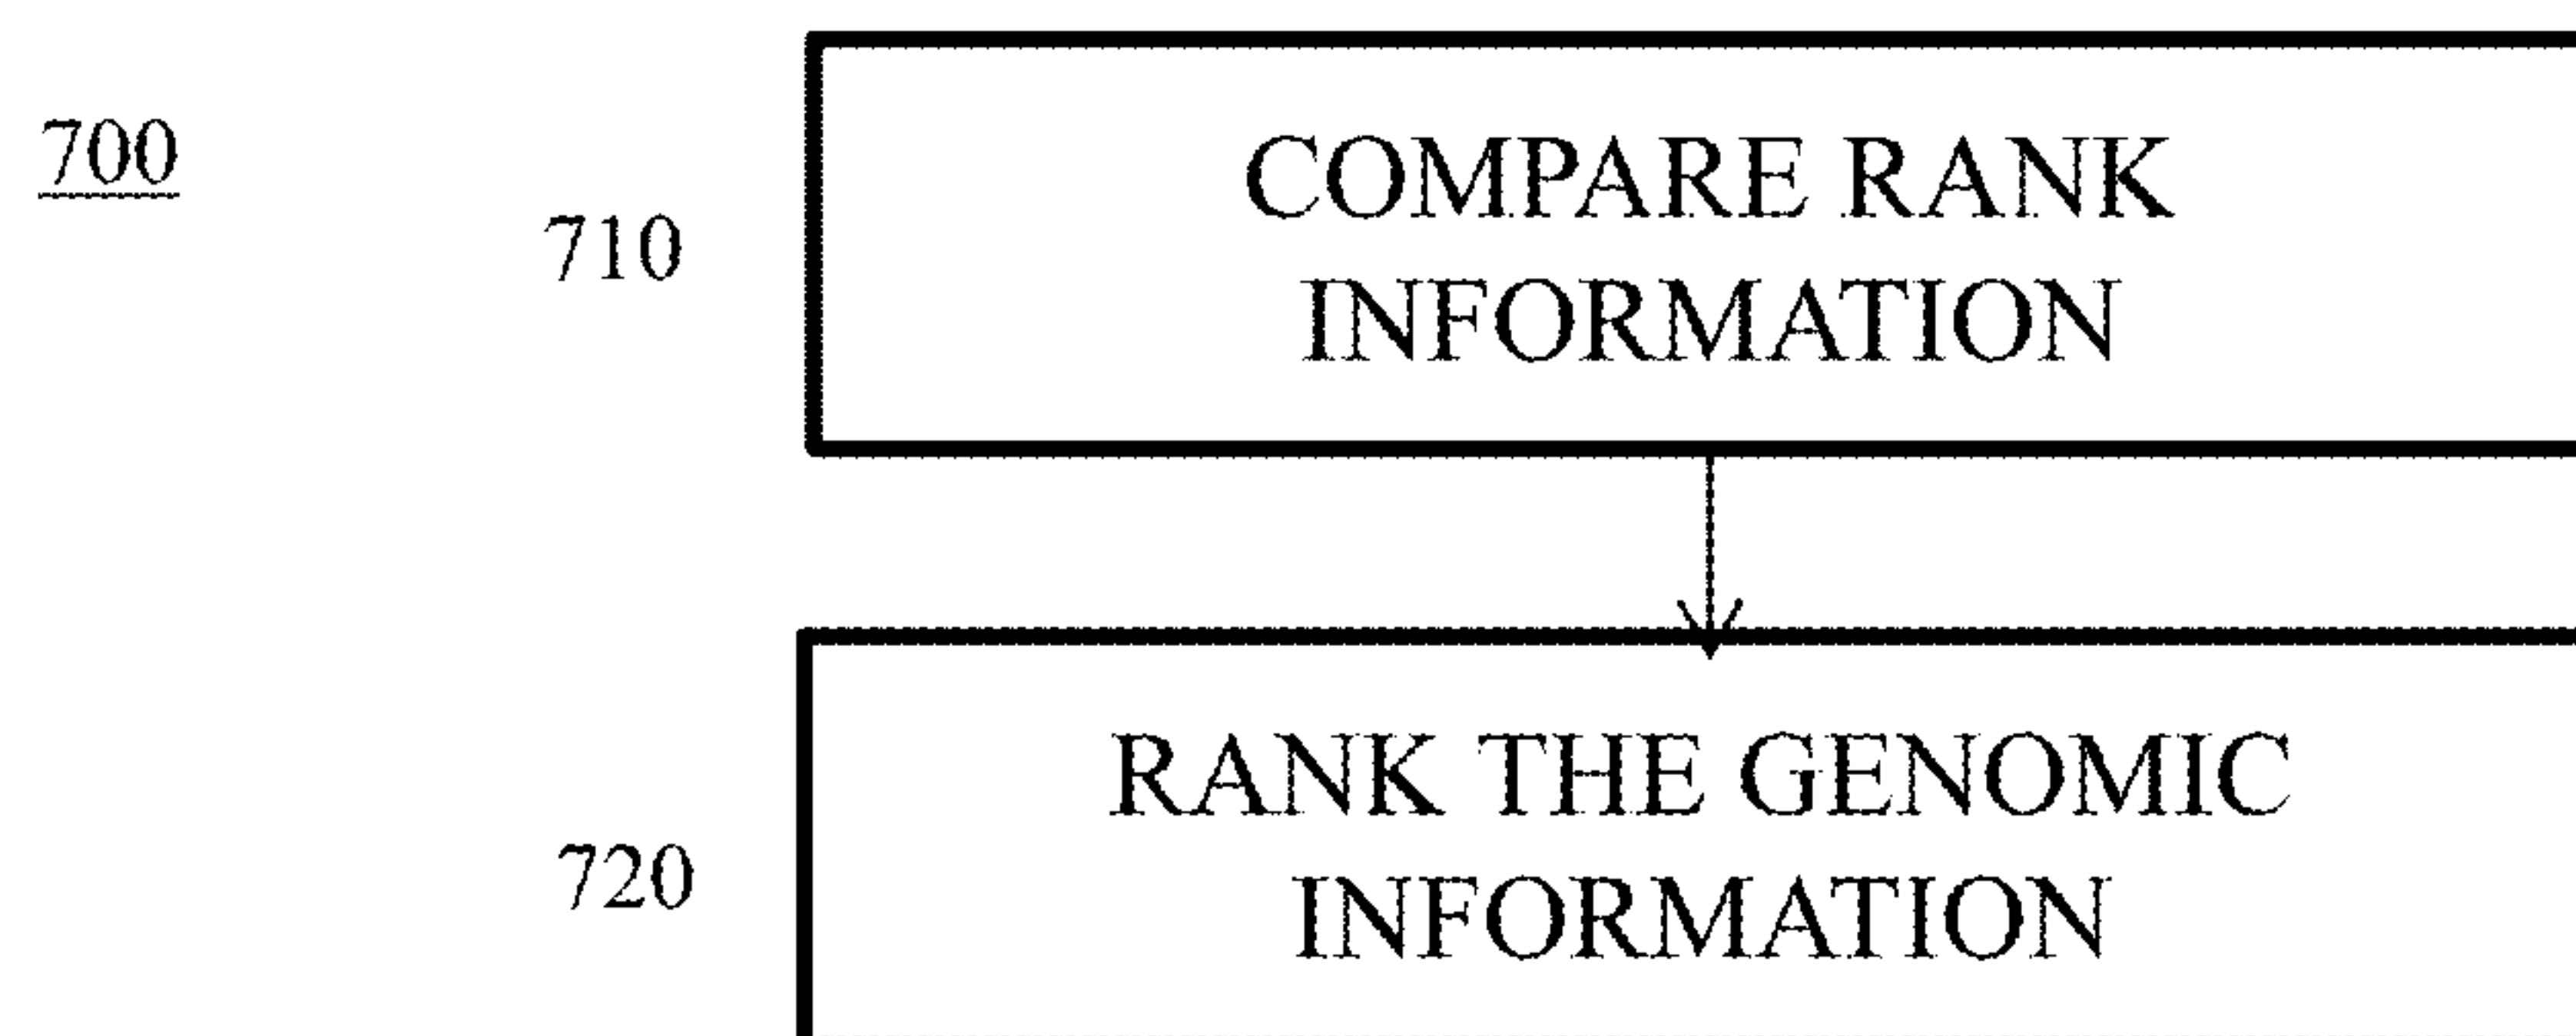 700
710
COMPARE RANK
INFORMATION
720
RANK THE GENOMIC
INFORMATION